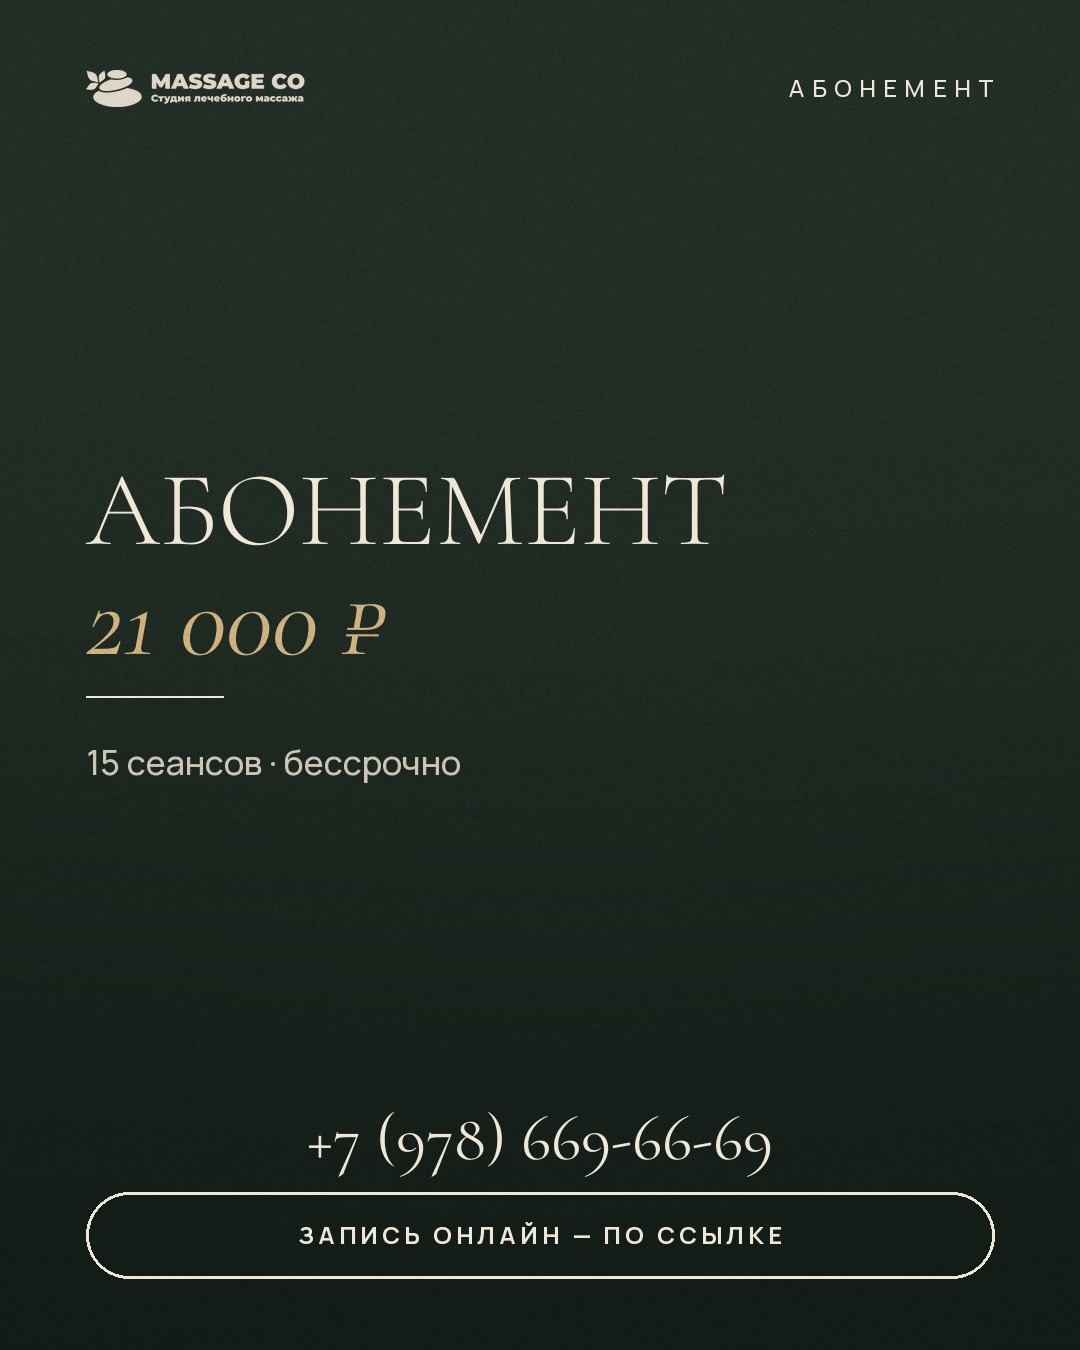 MASSAGE CO
Студия лечебного массажа
АБОНЕМЕНТ
АБОНЕМЕНТ
21 000 ₽
15 сеансов · бессрочно
+7 (978) 669-66-69
ЗАПИСЬ ОНЛАЙН — ПО ССЫЛКЕ